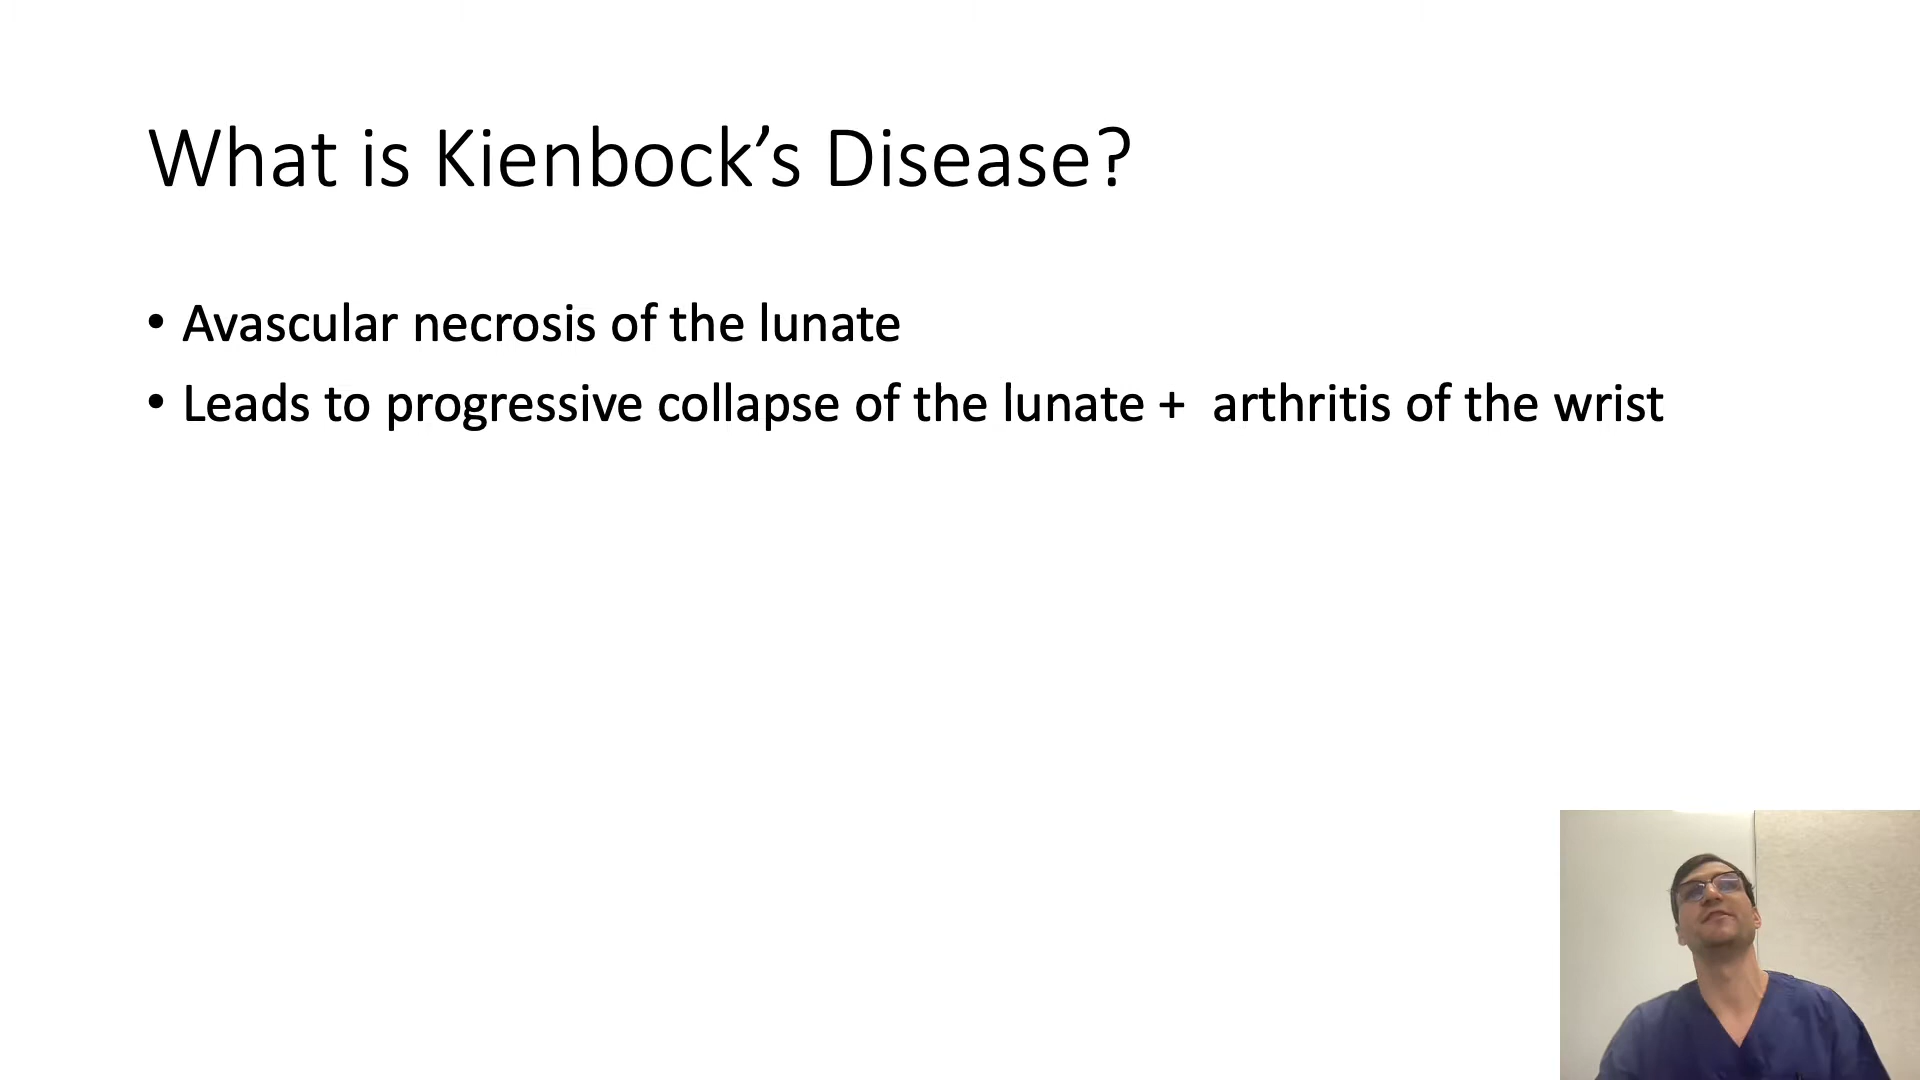 What is Kienbock’s Disease?
• Avascular necrosis of the lunate
• Leads to progressive collapse of the lunate +  arthritis of the wrist